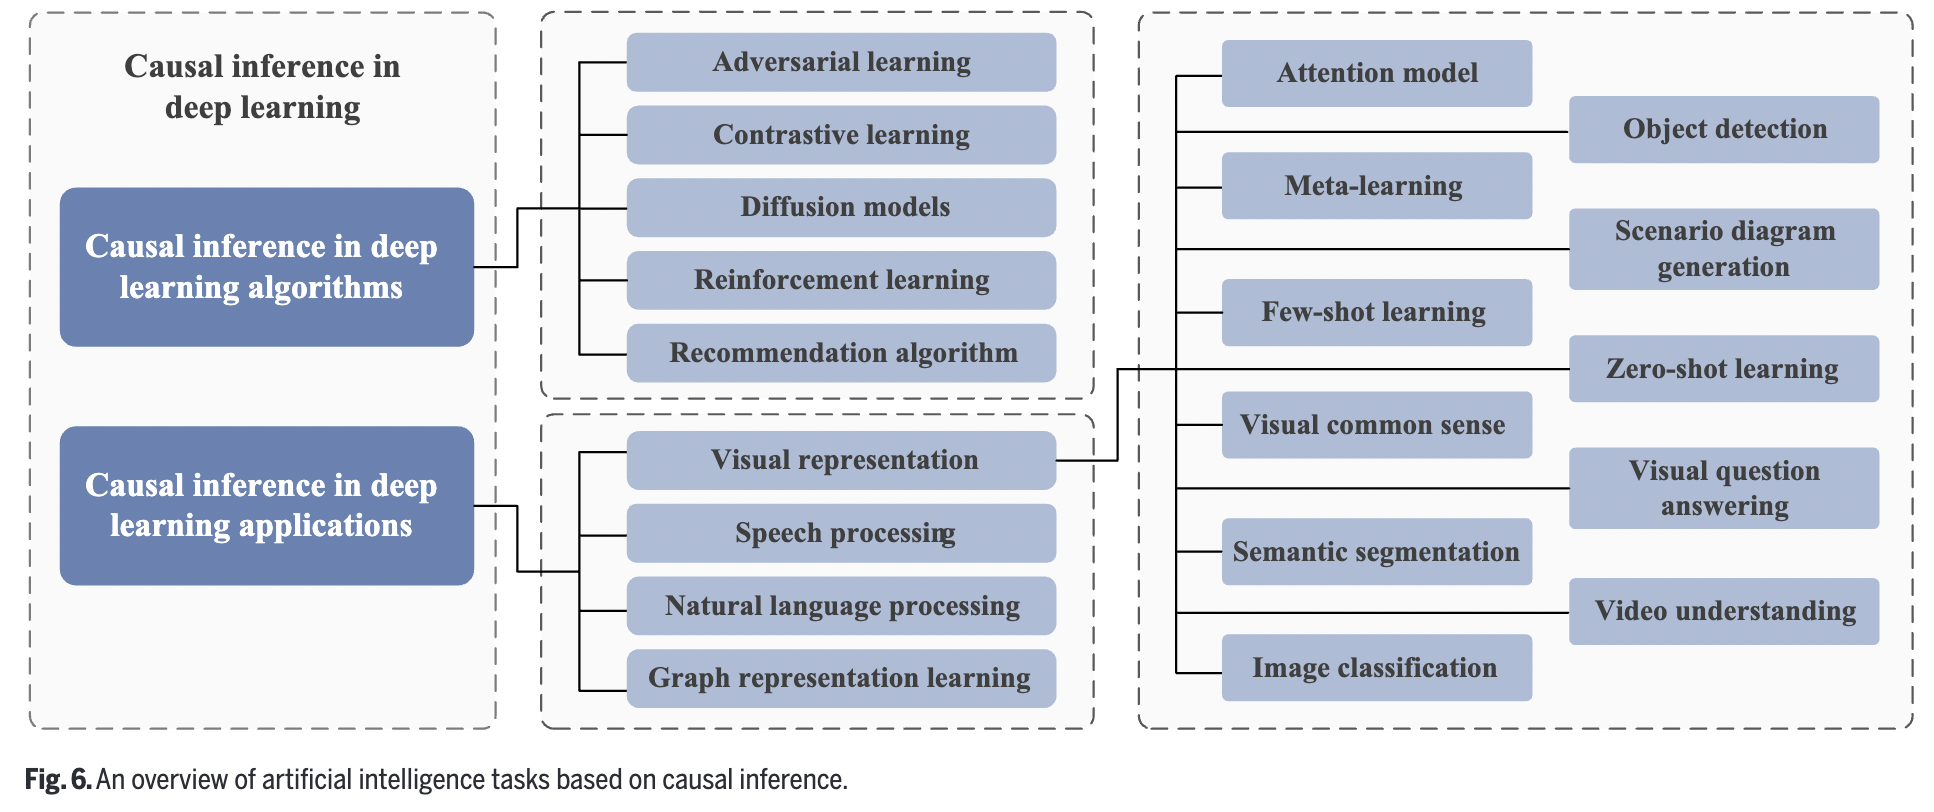 Causal inference in
deep learning
Causal inference in deep
learning algorithms
Causal inference in deep
learning applications
Adversarial learning
Contrastive learning
Diffusion models
Reinforcement learning
Recommendation algorithm
Visual representation
Speech processing
Natural language processing
Graph representation learning
Attention model
Object detection
Meta-learning
Scenario diagram
generation
Few-shot learning
Zero-shot learning
Visual common sense
Visual question
answering
Semantic segmentation
Video understanding
Image classification
Fig. 6. An overview of artificial intelligence tasks based on causal inference.